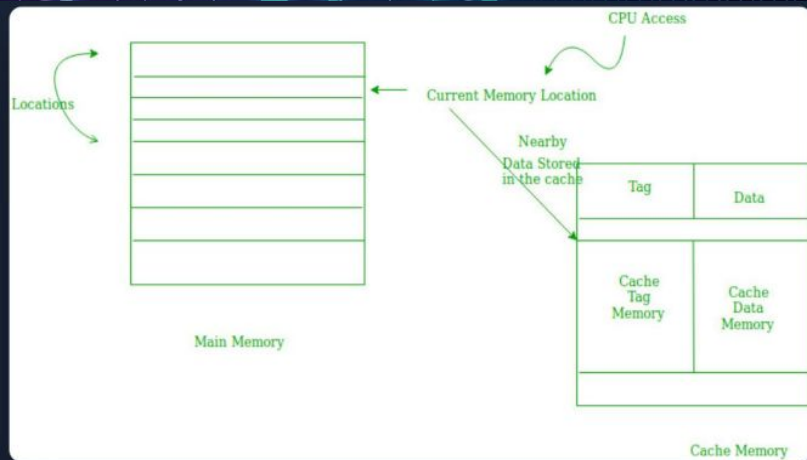 CPU Access
Locations
Current Memory Location
Nearby
Data Stored
in the cache
Tag
Data
Cache
Tag
Memory
Cache
Data
Memory
Main Memory
Cache Memory